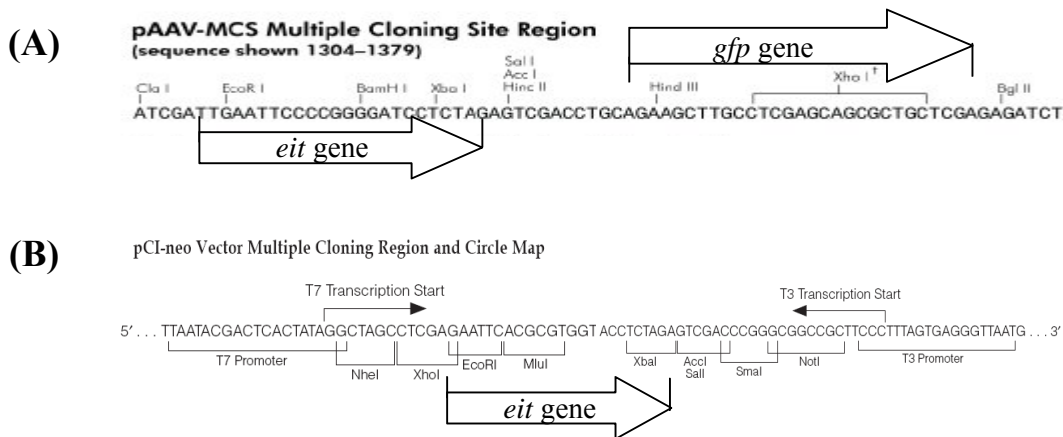 (A)
pAAV-MCS Multiple Cloning Site Region
(sequence shown 1304–1379)
gfp gene
Sal I
Acc I
Cla I EcoR I BamH I Xba I Hinc II Hind III Xho I † Bgl II
ATCGATTGAATTCCCCGGGGATCCTCTAGAGTCGACCTGCAGAAGCTTGCCTCGAGCAGCGCTGCTCGAGAGATCT
eit gene
(B)
pCI-neo Vector Multiple Cloning Region and Circle Map
T7 Transcription Start T3 Transcription Start
5′ . . . TTAATACGACTCACTATAGGCTAGCCTCGAGAATTCACGCGTGGTACCTCTAGAGTCGACCCGGGCGGCCGCTTCCCTTTAGTGAGGGTTAATG . . . 3′
T7 Promoter NheI XhoI EcoRI MluI XbaI AccI SalI SmaI NotI T3 Promoter
eit gene